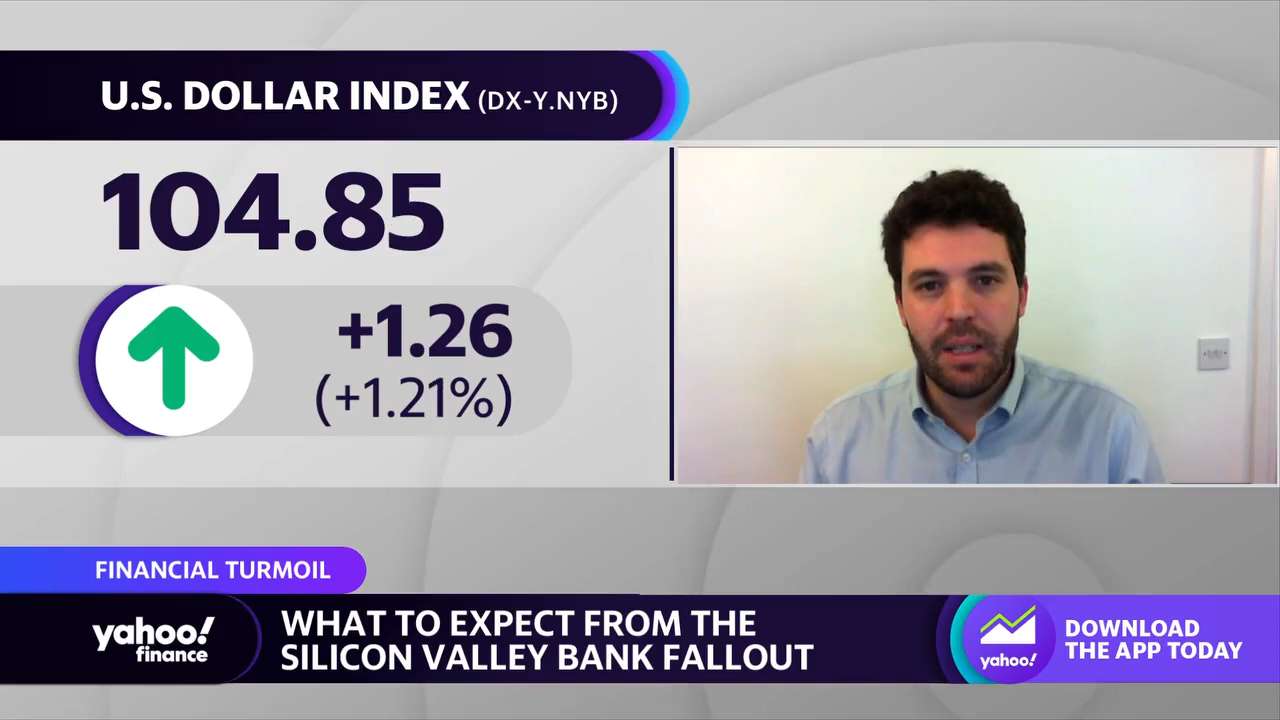 U.S. DOLLAR INDEX (DX-Y.NYB)
104.85
+1.26
(+1.21%)
FINANCIAL TURMOIL
yahoo!
finance
WHAT TO EXPECT FROM THE
SILICON VALLEY BANK FALLOUT
yahoo!
DOWNLOAD
THE APP TODAY